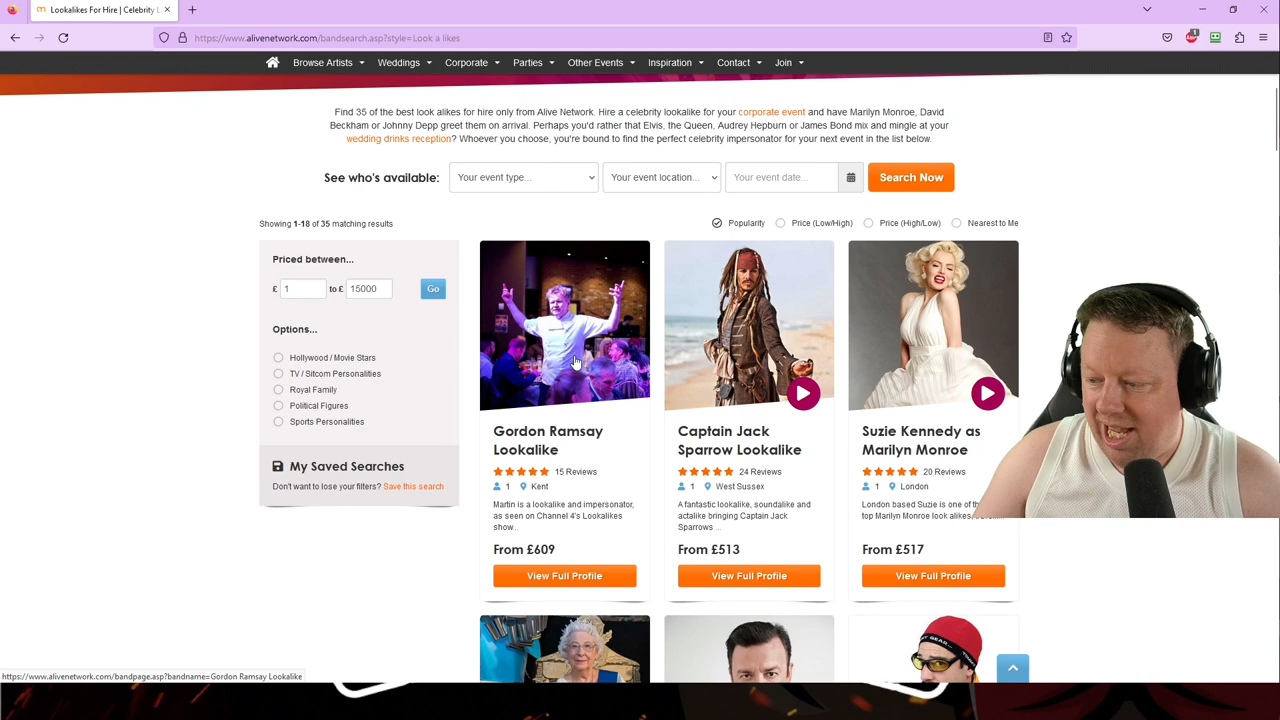 Lookalikes For Hire | Celebrity L
https://www.alivenetwork.com/bandsearch.asp?style=Look a likes
1
Browse Artists Weddings Corporate Parties Other Events Inspiration Contact Join
Find 35 of the best look alikes for hire only from Alive Network. Hire a celebrity lookalike for your corporate event and have Marilyn Monroe, David
Beckham or Johnny Depp greet them on arrival. Perhaps you'd rather that Elvis, the Queen, Audrey Hepburn or James Bond mix and mingle at your
wedding drinks reception? Whoever you choose, you're bound to find the perfect celebrity impersonator for your next event in the list below.
See who's available: Your event type... Your event location... Your event date... Search Now
Showing 1-18 of 35 matching results
Popularity Price (Low/High) Price (High/Low) Nearest to Me
Priced between...
£ 1 to £ 15000 Go
Options...
Hollywood / Movie Stars
TV / Sitcom Personalities
Royal Family
Political Figures
Sports Personalities
My Saved Searches
Don't want to lose your filters? Save this search
Gordon Ramsay
Lookalike
15 Reviews
1 Kent
Martin is a lookalike and impersonator,
as seen on Channel 4's Lookalikes
show...
From £609
View Full Profile
Captain Jack
Sparrow Lookalike
24 Reviews
1 West Sussex
A fantastic lookalike, soundalike and
actalike bringing Captain Jack
Sparrows ...
From £513
View Full Profile
Suzie Kennedy as
Marilyn Monroe
20 Reviews
1 London
London based Suzie is one of
top Marilyn Monroe look alikes
From £517
View Full Profile
https://www.alivenetwork.com/bandpage.asp?bandname=Gordon Ramsay Lookalike